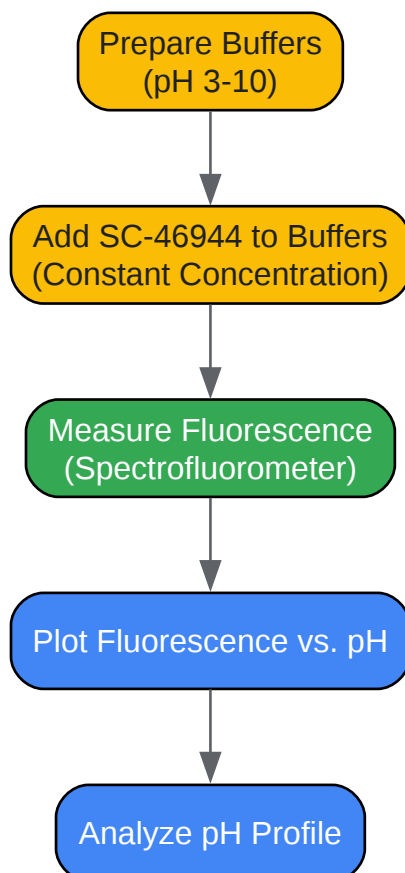 Prepare Buffers
(pH 3-10)
Add SC-46944 to Buffers
(Constant Concentration)
Measure Fluorescence
(Spectrofluorometer)
Plot Fluorescence vs. pH
Analyze pH Profile